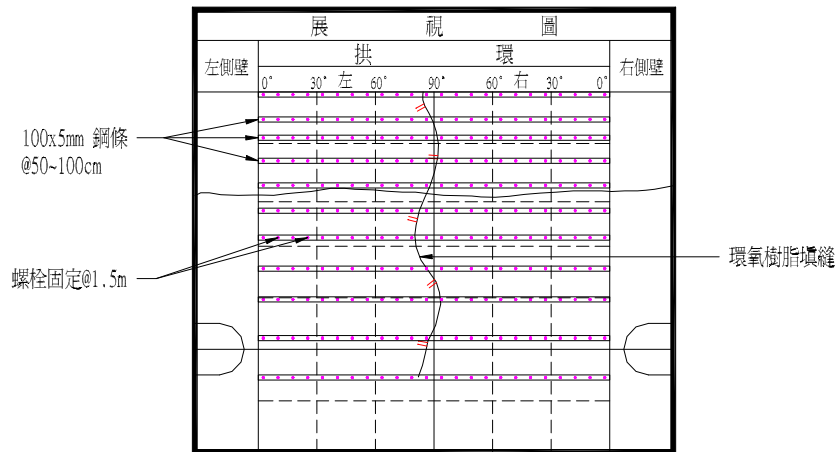 展 視 圖
拱 環
左側壁
右側壁
左 右
0° 30° 60° 90° 60° 30° 0°
100x5mm 鋼條
@50~100cm
螺栓固定@1.5m
環氧樹脂填縫